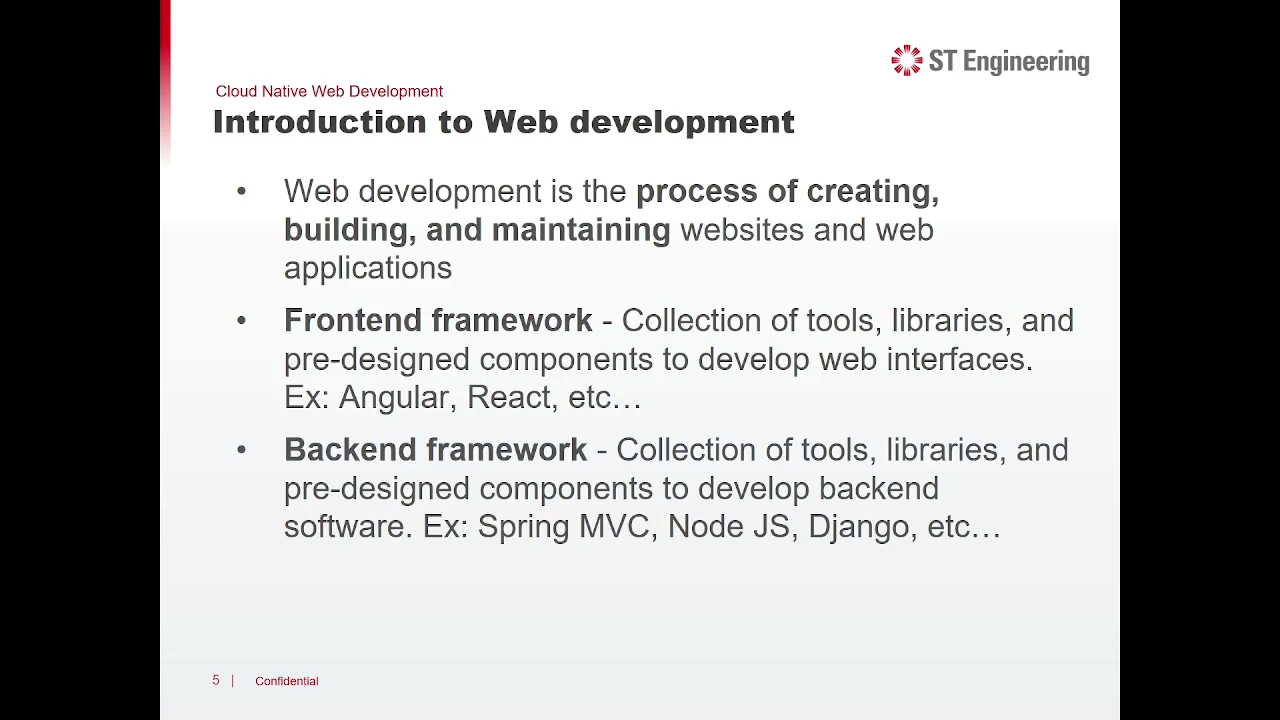 ST Engineering
Cloud Native Web Development
Introduction to Web development
• Web development is the process of creating,
building, and maintaining websites and web
applications
• Frontend framework - Collection of tools, libraries, and
pre-designed components to develop web interfaces.
Ex: Angular, React, etc…
• Backend framework - Collection of tools, libraries, and
pre-designed components to develop backend
software. Ex: Spring MVC, Node JS, Django, etc…
5 | Confidential